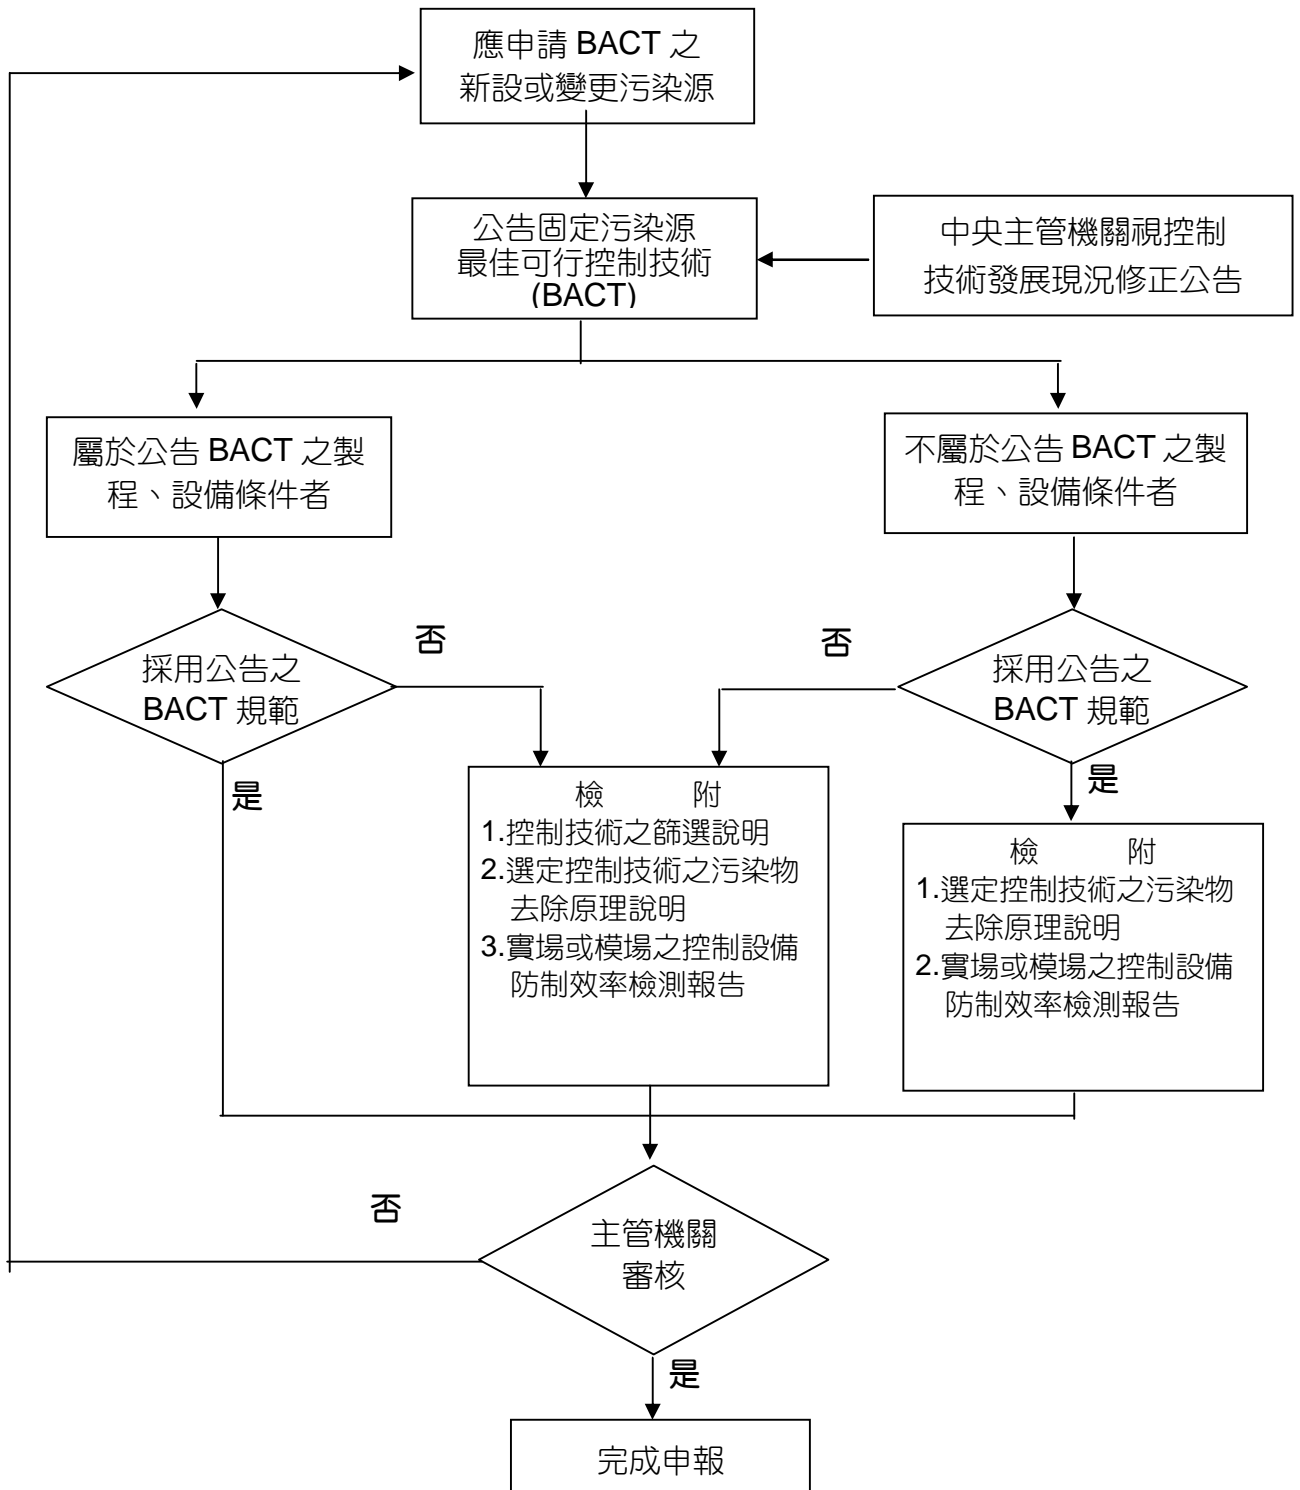 應申請 BACT 之
新設或變更污染源
公告固定污染源
最佳可行控制技術
(BACT)
中央主管機關視控制
技術發展現況修正公告
屬於公告 BACT 之製
程、設備條件者
不屬於公告 BACT 之製
程、設備條件者
採用公告之
BACT 規範
否
是
採用公告之
BACT 規範
否
是
檢 附
1.控制技術之篩選說明
2.選定控制技術之污染物
去除原理說明
3.實場或模場之控制設備
防制效率檢測報告
檢 附
1.選定控制技術之污染物
去除原理說明
2.實場或模場之控制設備
防制效率檢測報告
否
主管機關
審核
是
完成申報